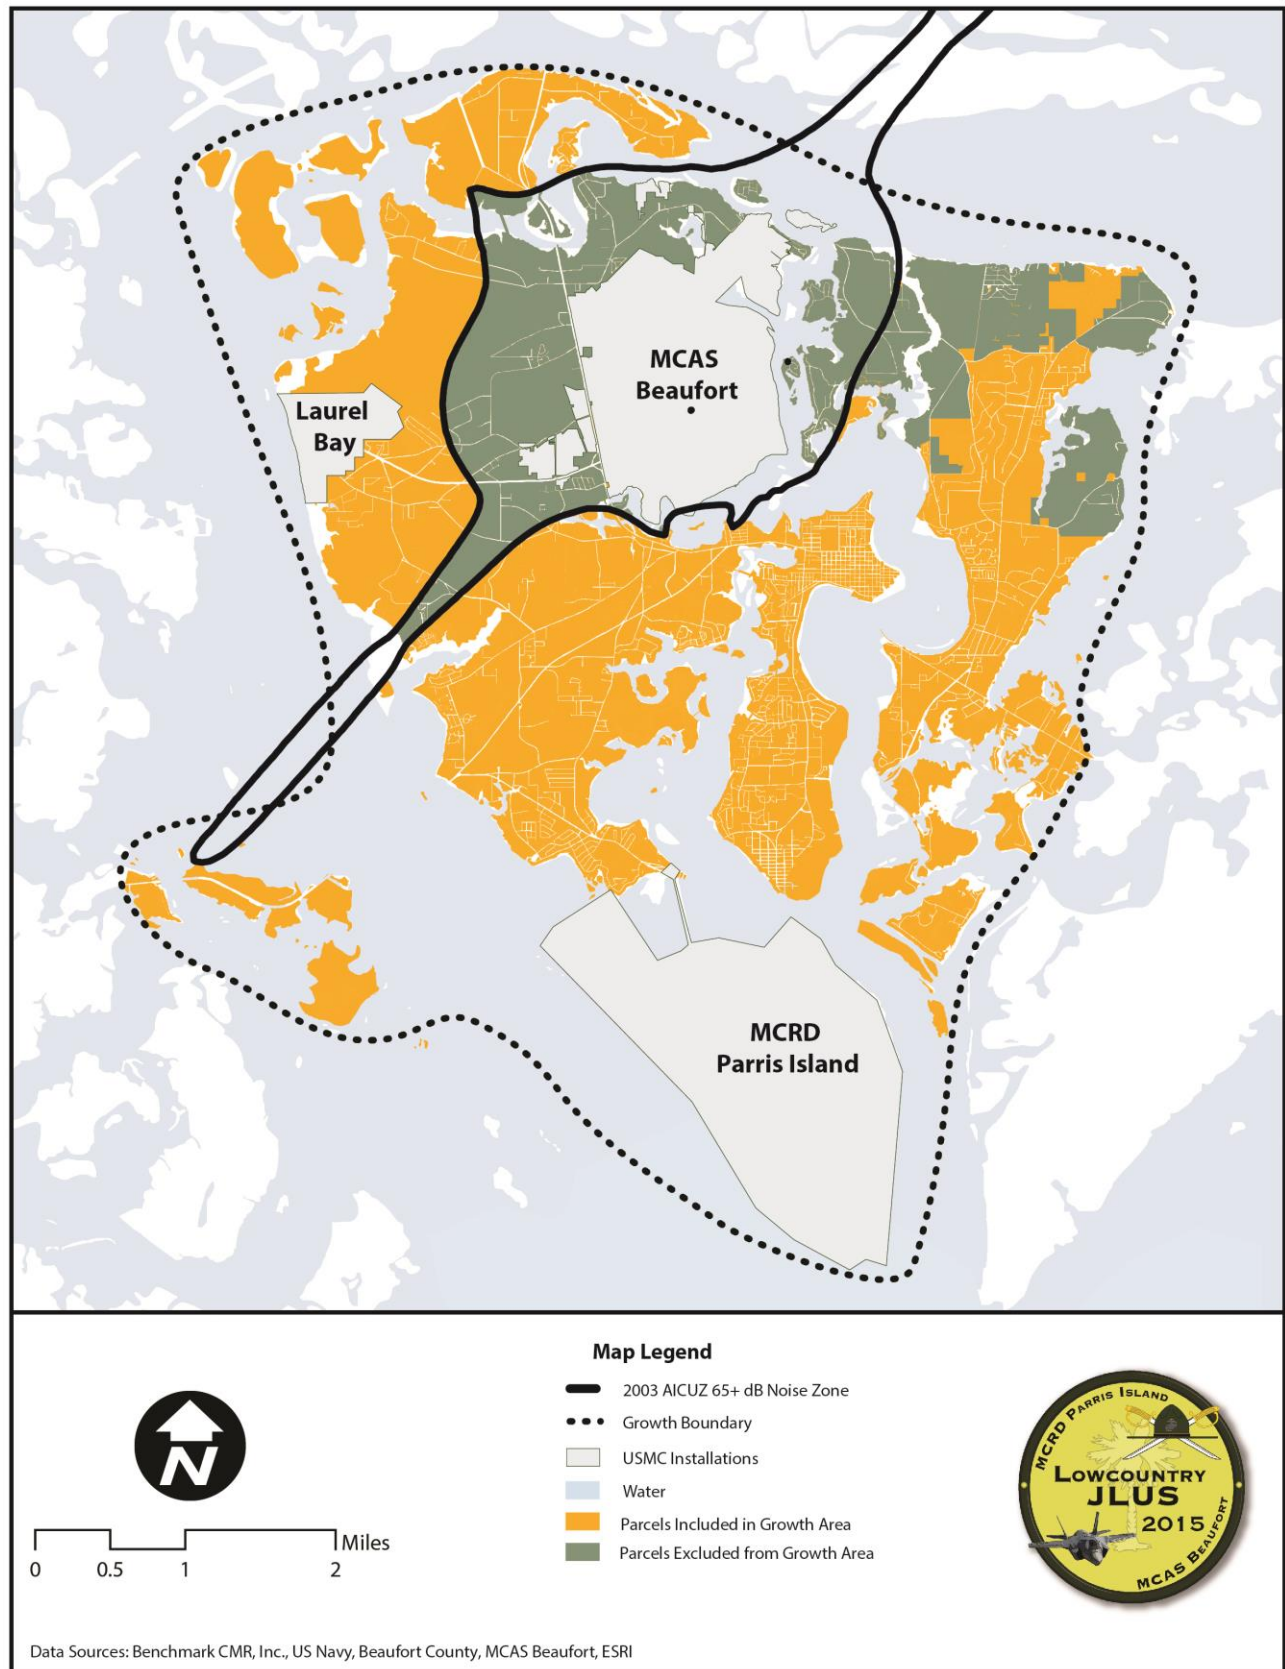 MCAS
Beaufort
Laurel
Bay
MCRD
Parris Island
Map Legend
2003 AICUZ 65+ dB Noise Zone
Growth Boundary
USMC Installations
Water
Parcels Included in Growth Area
Parcels Excluded from Growth Area
N
Miles
0 0.5 1 2
MCRD PARRIS ISLAND
LOWCOUNTRY
JLUS
2015
MCAS BEAUFORT
Data Sources: Benchmark CMR, Inc., US Navy, Beaufort County, MCAS Beaufort, ESRI